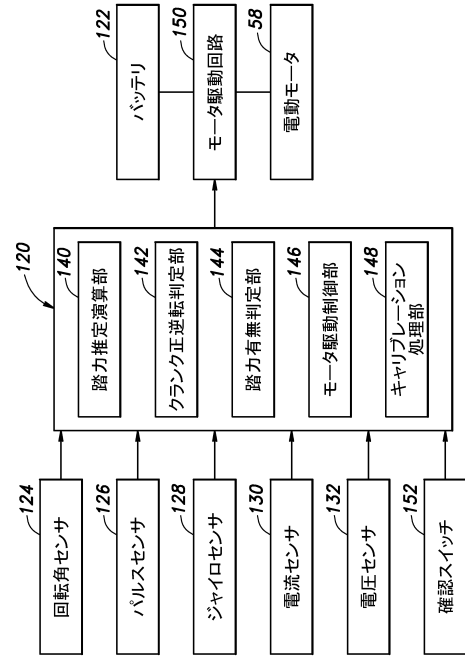 124
回転角センサ
126
パルスセンサ
128
ジャイロセンサ
130
電流センサ
132
電圧センサ
152
確認スイッチ
120
140
踏力推定演算部
142
クランク正逆転判定部
144
踏力有無判定部
146
モータ駆動制御部
148
キャリブレーション
処理部
122
バッテリ
150
モータ駆動回路
58
電動モータ